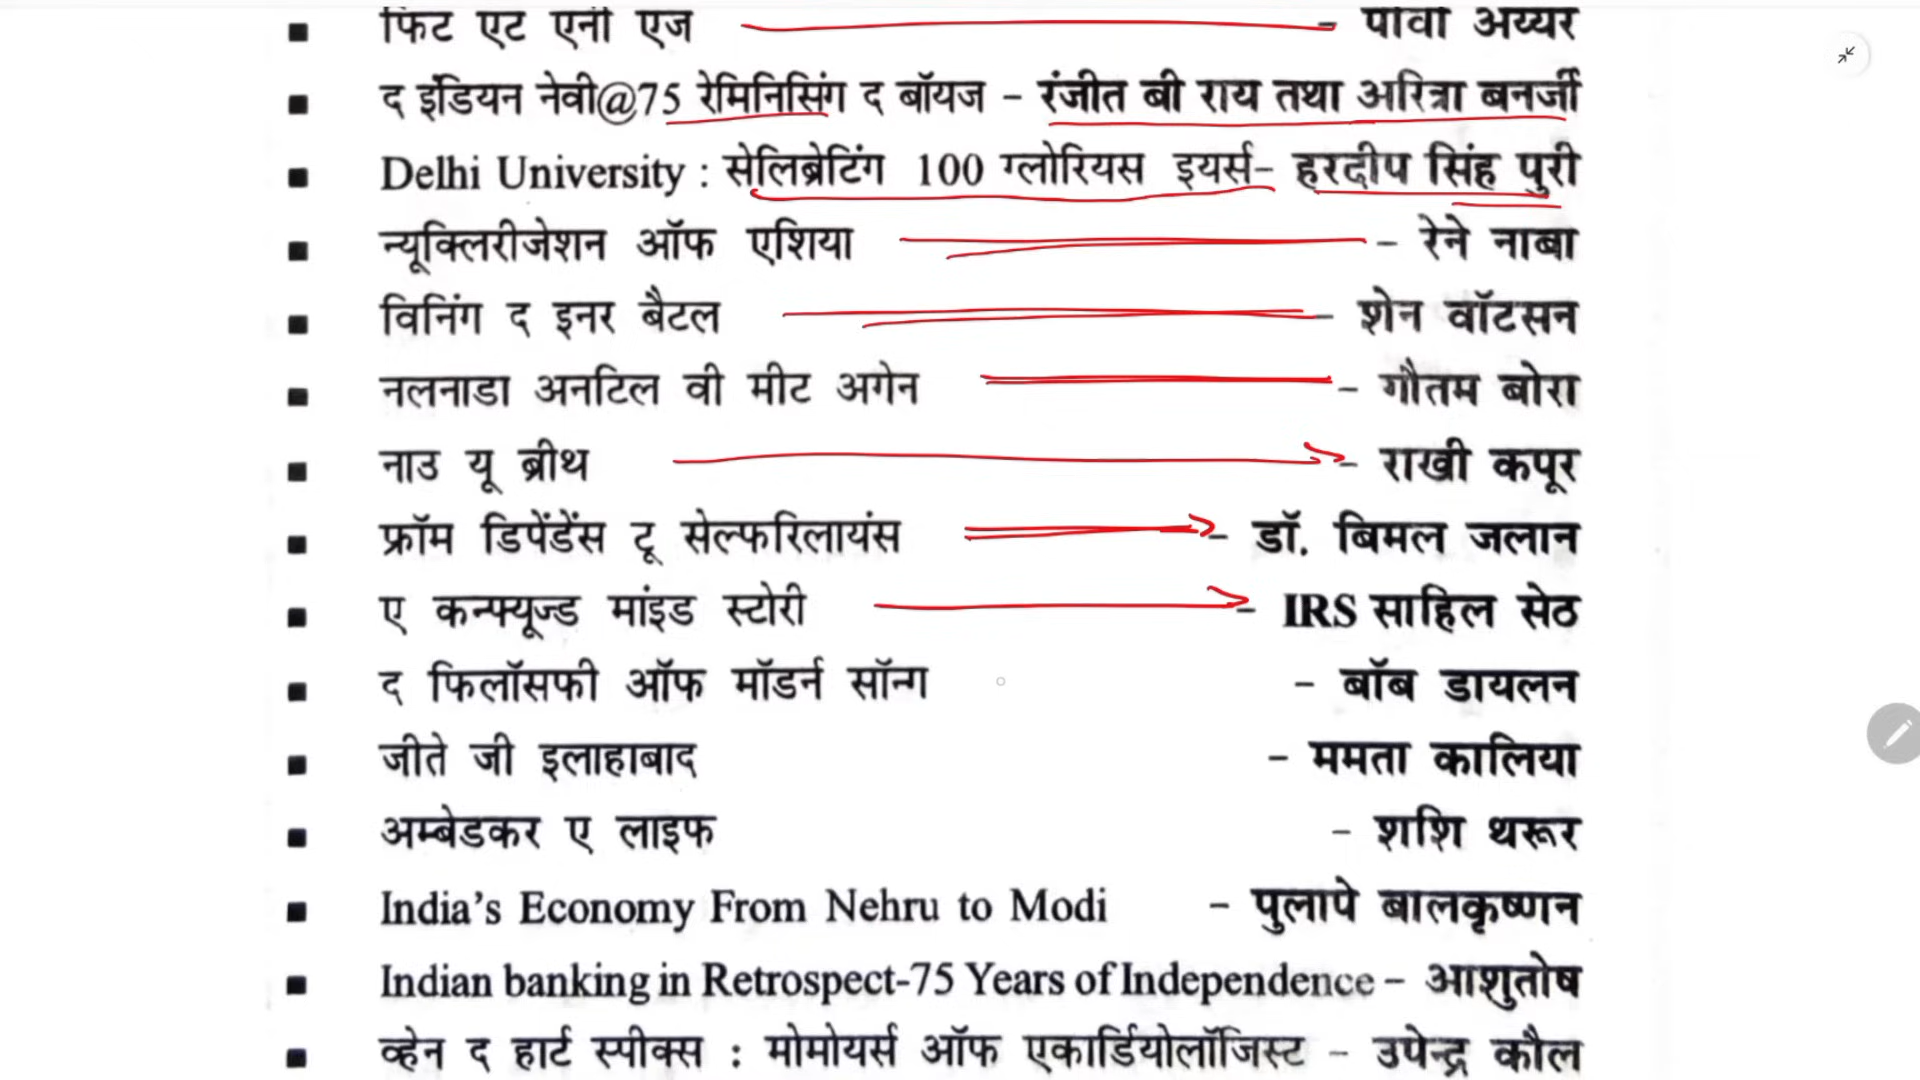 फिट एट एनी एज - पावा अय्यर
द इंडियन नेवी@75 रेमिनिसिंग द बॉयज - रंजीत बी राय तथा अरित्रा बनर्जी
Delhi University : सेलिब्रेटिंग 100 ग्लोरियस इयर्स- हरदीप सिंह पुरी
न्यूक्लिरीजेशन ऑफ एशिया - रेने नाबा
विनिंग द इनर बैटल - शेन वॉटसन
नलनाडा अनटिल वी मीट अगेन - गौतम बोरा
नाउ यू ब्रीथ - राखी कपूर
फ्रॉम डिपेंडेंस टू सेल्फरिलायंस - डॉ. बिमल जलान
ए कन्फ्यूज्ड मांइड स्टोरी - IRS साहिल सेठ
द फिलॉसफी ऑफ मॉडर्न सॉन्ग - बॉब डायलन
जीते जी इलाहाबाद - ममता कालिया
अम्बेडकर ए लाइफ - शशि थरूर
India's Economy From Nehru to Modi - पुलापे बालकृष्णन
Indian banking in Retrospect-75 Years of Independence - आशुतोष
व्हेन द हार्ट स्पीक्स : मोमोयर्स ऑफ एकार्डियोलॉजिस्ट - उपेन्द्र कौल